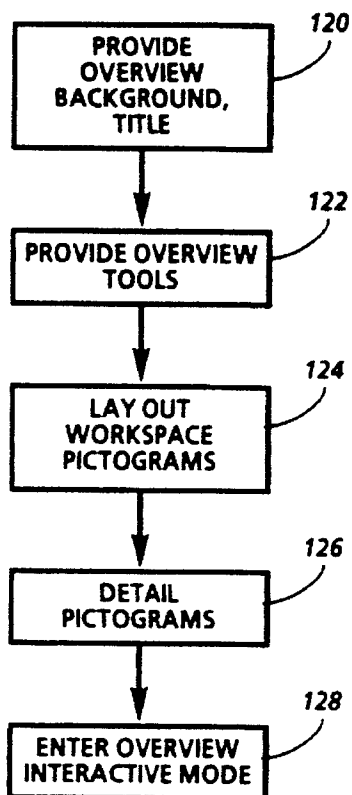 120
PROVIDE
OVERVIEW
BACKGROUND,
TITLE
122
PROVIDE OVERVIEW
TOOLS
124
LAY OUT
WORKSPACE
PICTOGRAMS
126
DETAIL
PICTOGRAMS
128
ENTER OVERVIEW
INTERACTIVE MODE